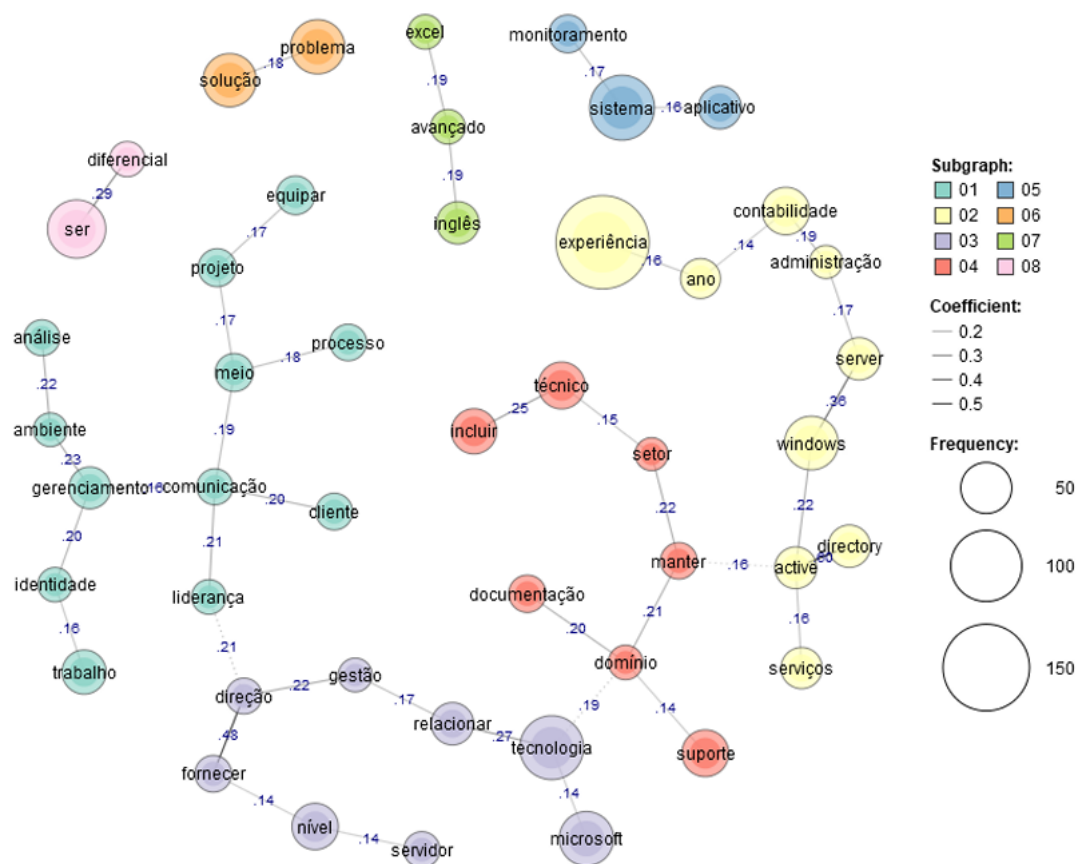 excel
problema
monitoramento
.18
.19
.17
solução
sistema
.16
aplicativo
avançado
diferencial
.29
.19
equipar
ser
inglês
contabilidade
experiência
.14
.19
.17
.16
administração
projeto
ano
.17
.17
análise
processo
server
.18
meio
técnico
.22
.25
.15
.36
ambiente
.19
incluir
setor
windows
.23
gerenciamento
.16
comunicação
.22
.22
.20
cliente
directory
.20
manter
.16
active
.60
.21
identidade
liderança
documentação
.21
.16
.16
.20
.21
domínio
serviços
trabalho
gestão
direção
.22
.17
.19
.14
relacionar
.27
tecnologia
suporte
.48
fornecer
.14
.14
nível
.14
servidor
microsoft
Subgraph:
01 05
02 06
03 07
04 08
Coefficient:
0.2
0.3
0.4
0.5
Frequency:
50
100
150